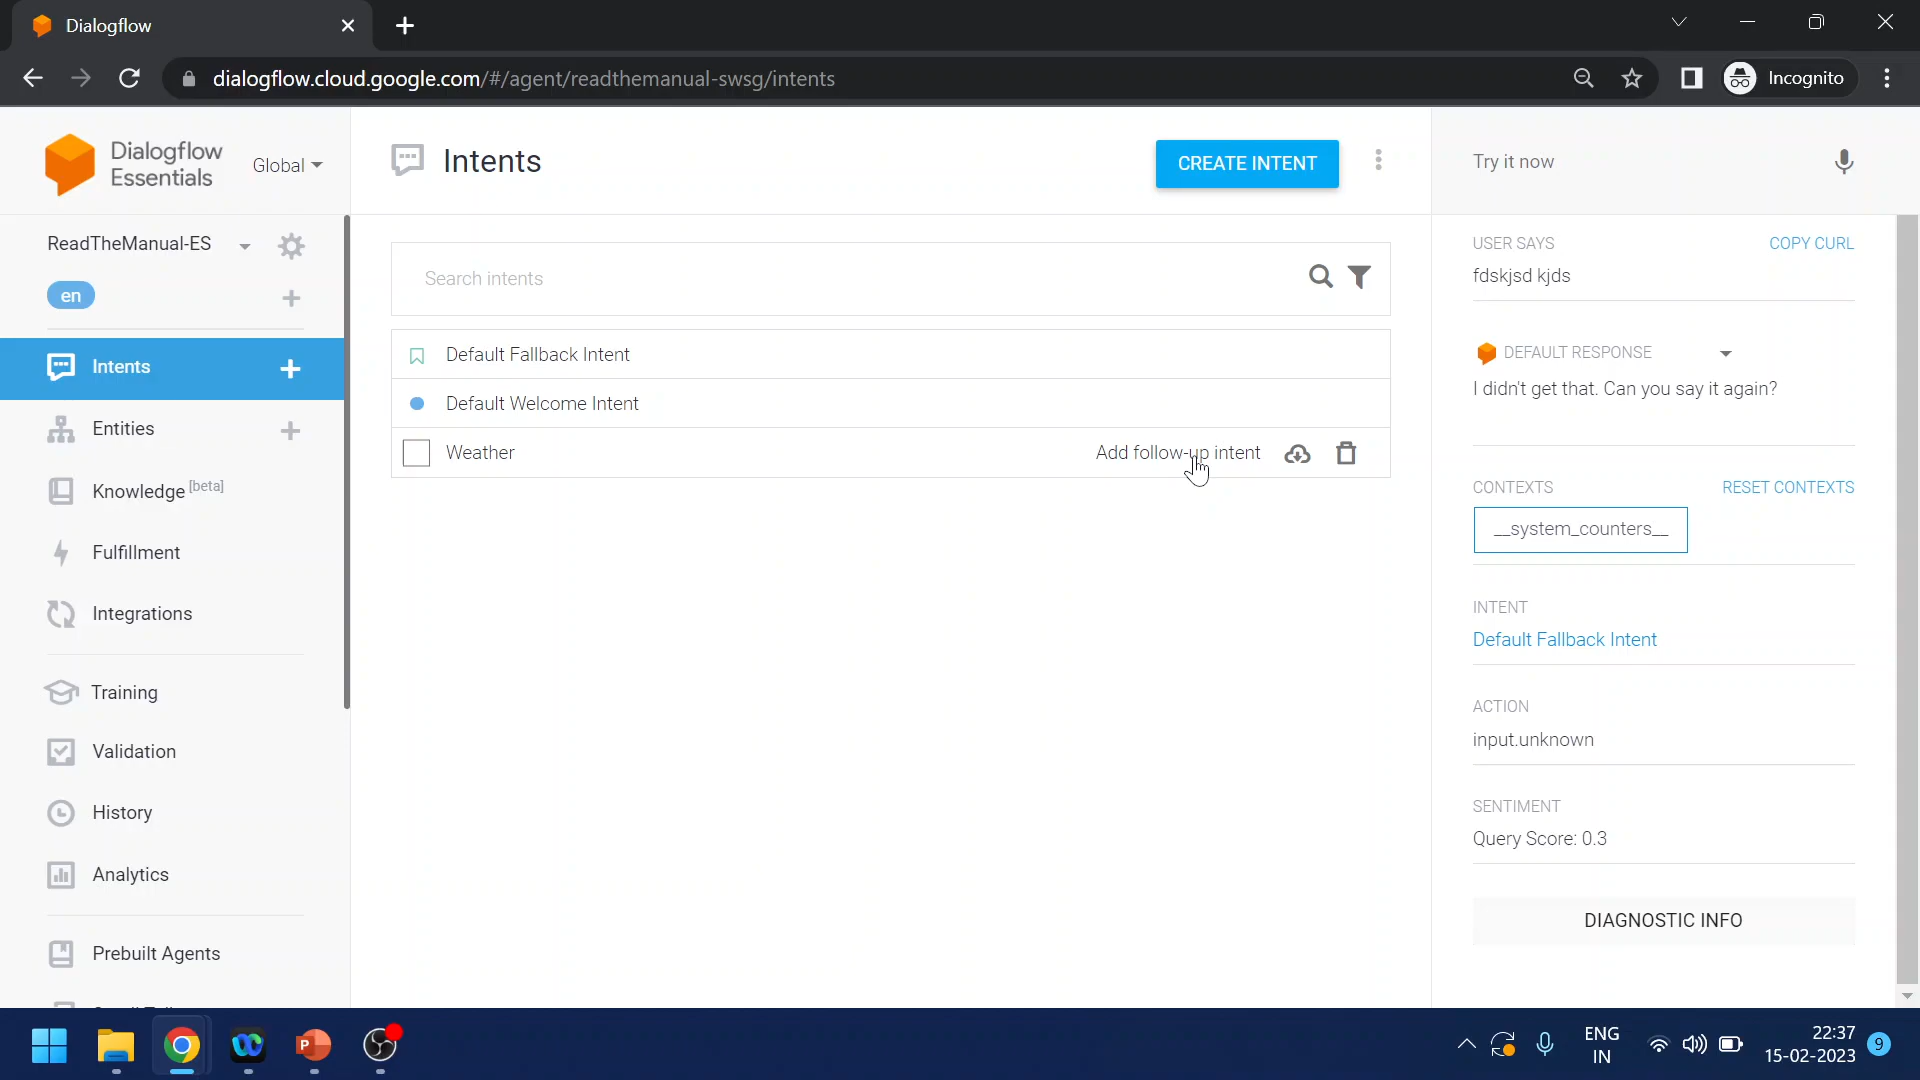 Dialogflow
dialogflow.cloud.google.com/#/agent/readthemanual-swsg/intents
Incognito
Dialogflow
Essentials
Global
Intents
CREATE INTENT
Try it now
ReadTheManual-ES
en
Intents
Entities
Knowledge [beta]
Fulfillment
Integrations
Training
Validation
History
Analytics
Prebuilt Agents
Search intents
Default Fallback Intent
Default Welcome Intent
Weather
Add follow-up intent
USER SAYS
COPY CURL
fdskjsd kjds
DEFAULT RESPONSE
I didn't get that. Can you say it again?
CONTEXTS
RESET CONTEXTS
__system_counters__
INTENT
Default Fallback Intent
ACTION
input.unknown
SENTIMENT
Query Score: 0.3
DIAGNOSTIC INFO
P
ENG
IN
22:37
15-02-2023
9